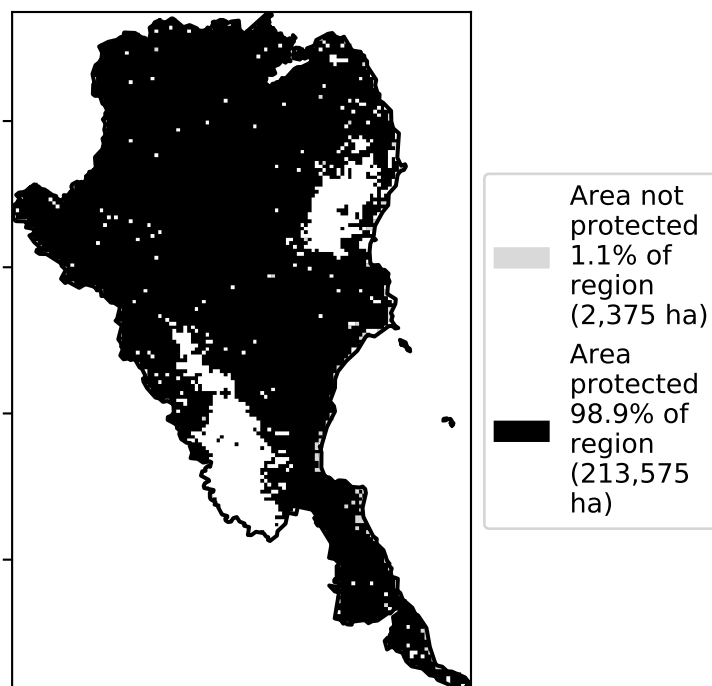 Area not
protected
1.1% of
region
(2,375 ha)
Area
protected
98.9% of
region
(213,575
ha)